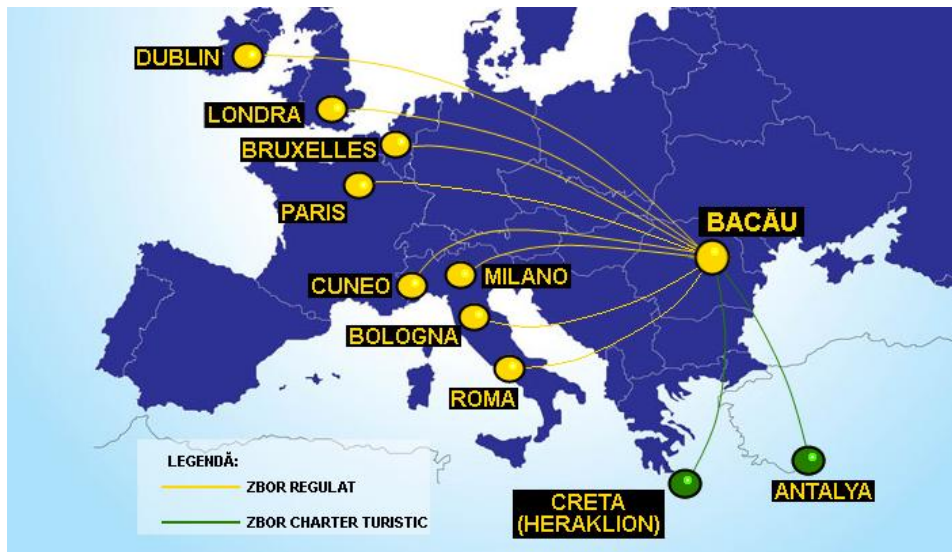 DUBLIN
LONDRA
BRUXELLES
PARIS
BACĂU
CUNEO
MILANO
BOLOGNA
ROMA
LEGENDĂ:
ZBOR REGULAT
ZBOR CHARTER TURISTIC
CRETA
(HERAKLION)
ANTALYA